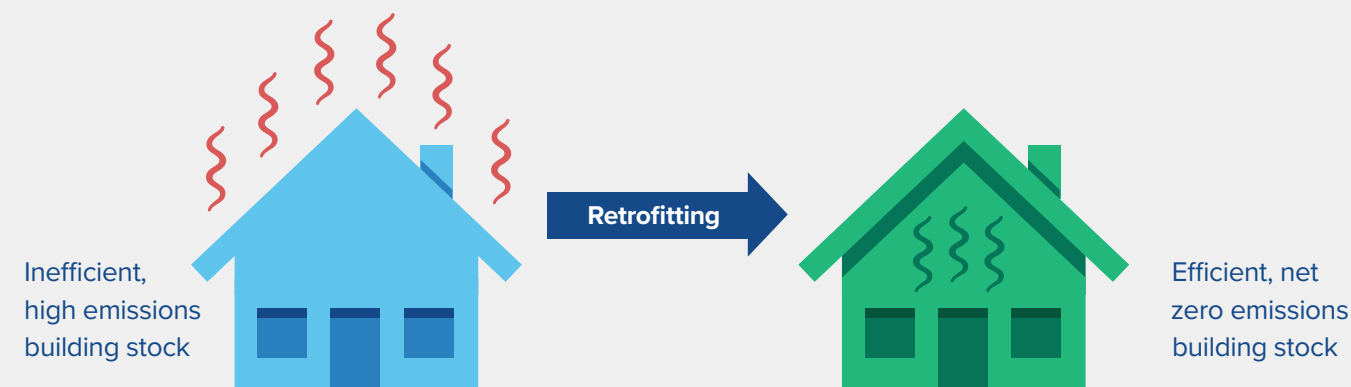 Inefficient,
high emissions
building stock
Retrofitting
Efficient, net
zero emissions
building stock